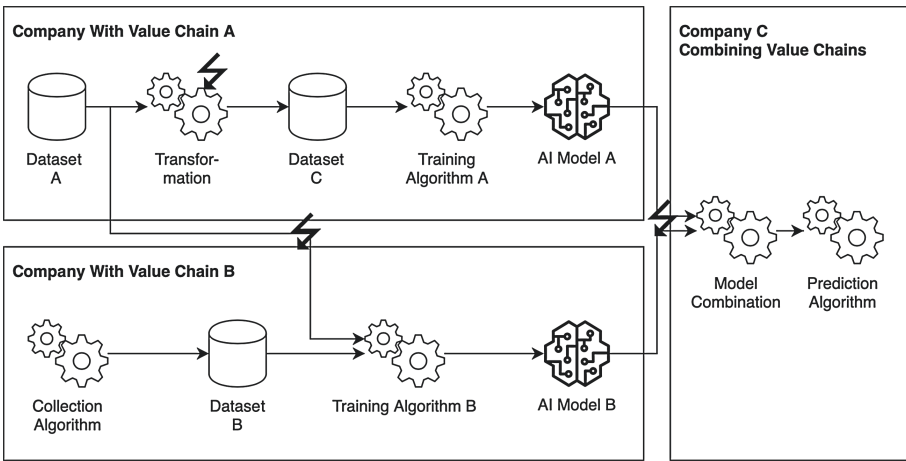 Company With Value Chain A
Dataset
A
Transfor-
mation
Dataset
C
Training
Algorithm A
AI Model A
Company With Value Chain B
Collection
Algorithm
Dataset
B
Training Algorithm B
AI Model B
Company C
Combining Value Chains
Model
Combination
Prediction
Algorithm